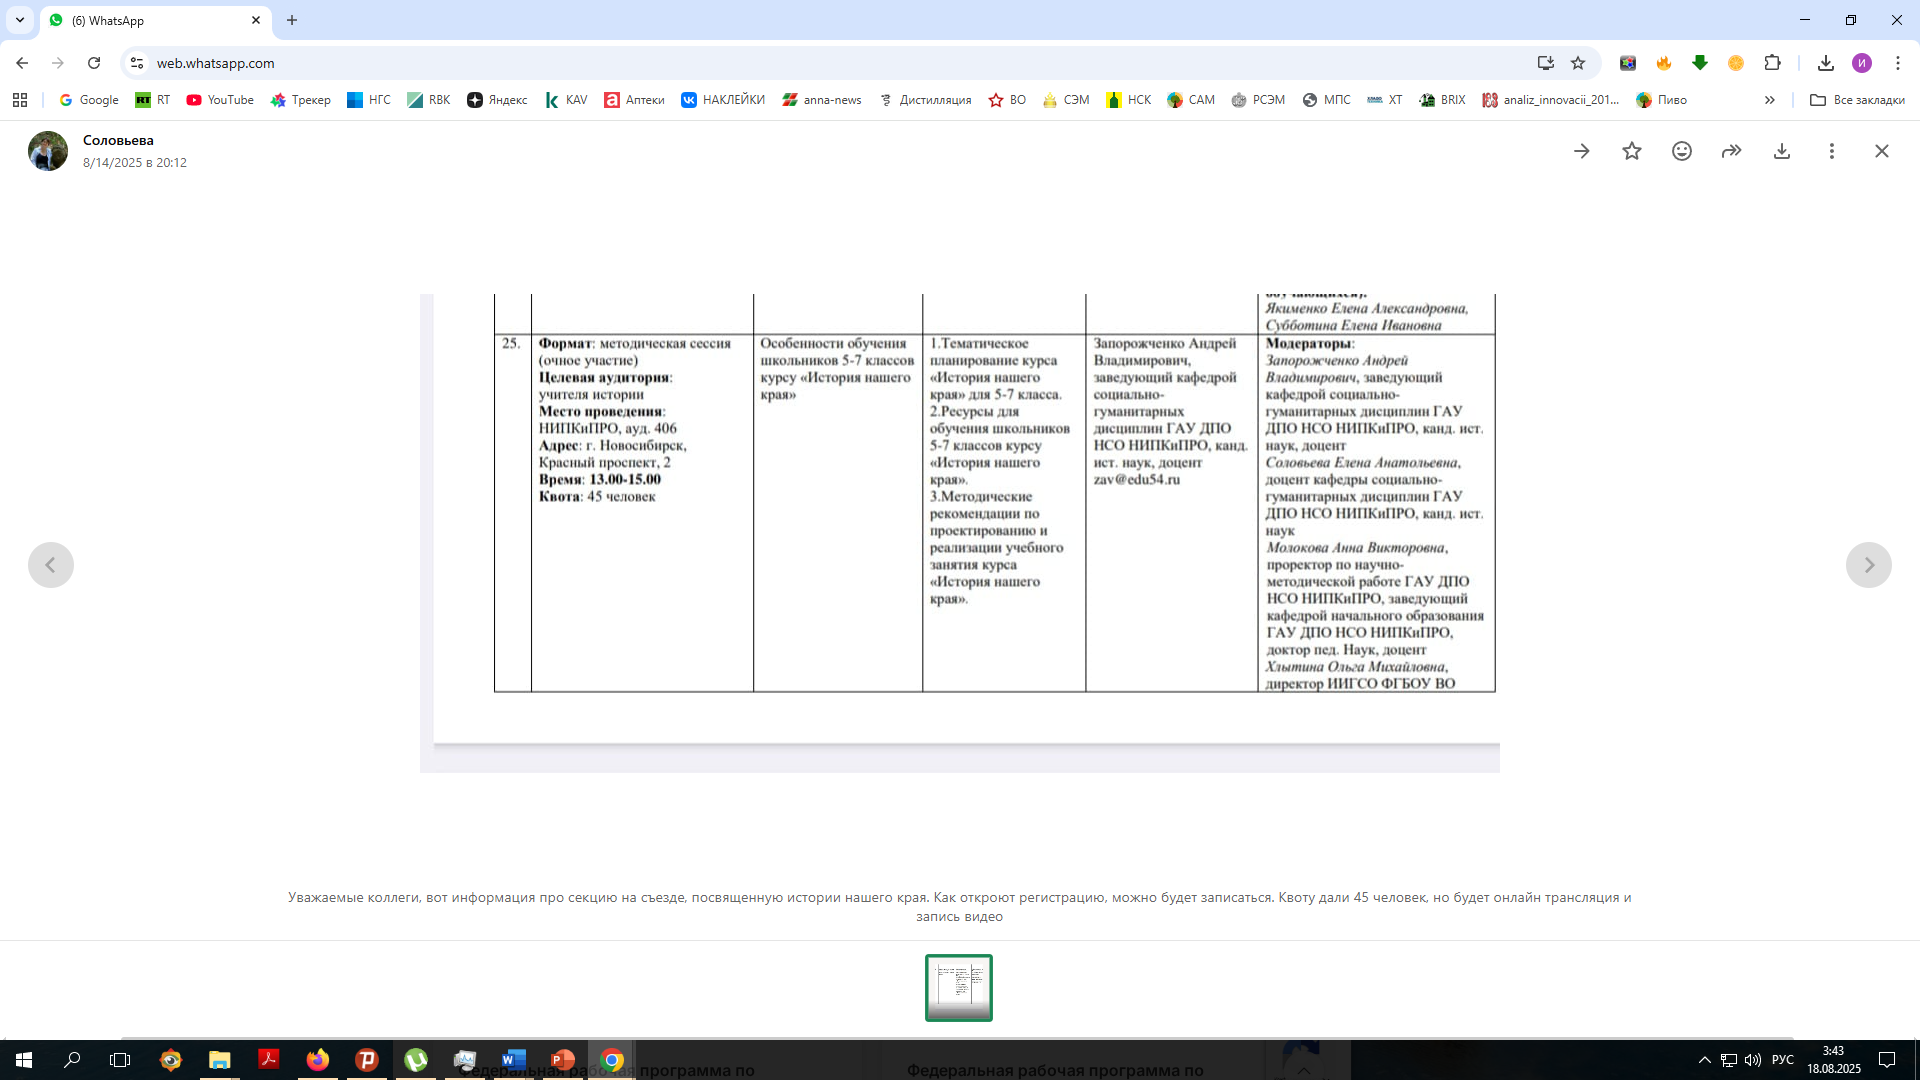 (6) WhatsApp
web.whatsapp.com
И
Google
RT
YouTube
Трекер
НГС
RBK
Яндекс
KAV
Аптеки
НАКЛЕЙКИ
anna-news
Дистилляция
ВО
СЭМ
НСК
САМ
РСЭМ
МПС
ХТ
BRIX
analiz_innovacii_201...
Пиво
Все закладки
Соловьева
8/14/2025 в 20:12
Якименко Елена Александровна,
Субботина Елена Ивановна
25.
Формат: методическая сессия
(очное участие)
Целевая аудитория:
учителя истории
Место проведения:
НИПКиПРО, ауд. 406
Адрес: г. Новосибирск,
Красный проспект, 2
Время: 13.00-15.00
Квота: 45 человек
Особенности обучения
школьников 5-7 классов
курсу «История нашего
края»
1.Тематическое
планирование курса
«История нашего
края» для 5-7 класса.
2.Ресурсы для
обучения школьников
5-7 классов курсу
«История нашего
края».
3.Методические
рекомендации по
проектированию и
реализации учебного
занятия курса
«История нашего
края».
Запорожченко Андрей
Владимирович,
заведующий кафедрой
социально-
гуманитарных
дисциплин ГАУ ДПО
НСО НИПКиПРО, канд.
ист. наук, доцент
zav@edu54.ru
Модераторы:
Запорожченко Андрей
Владимирович, заведующий
кафедрой социально-
гуманитарных дисциплин ГАУ
ДПО НСО НИПКиПРО, канд. ист.
наук, доцент
Соловьева Елена Анатольевна,
доцент кафедры социально-
гуманитарных дисциплин ГАУ
ДПО НСО НИПКиПРО, канд. ист.
наук
Молокова Анна Викторовна,
проректор по научно-
методической работе ГАУ ДПО
НСО НИПКиПРО, заведующий
кафедрой начального образования
ГАУ ДПО НСО НИПКиПРО,
доктор пед. Наук, доцент
Хлытина Ольга Михайловна,
директор ИИГСО ФГБОУ ВО
Уважаемые коллеги, вот информация про секцию на съезде, посвященную истории нашего края. Как откроют регистрацию, можно будет записаться. Квоту дали 45 человек, но будет онлайн трансляция и
запись видео
Федеральная рабочая программа по
Федеральная рабочая программа по
РУС
3:43
18.08.2025